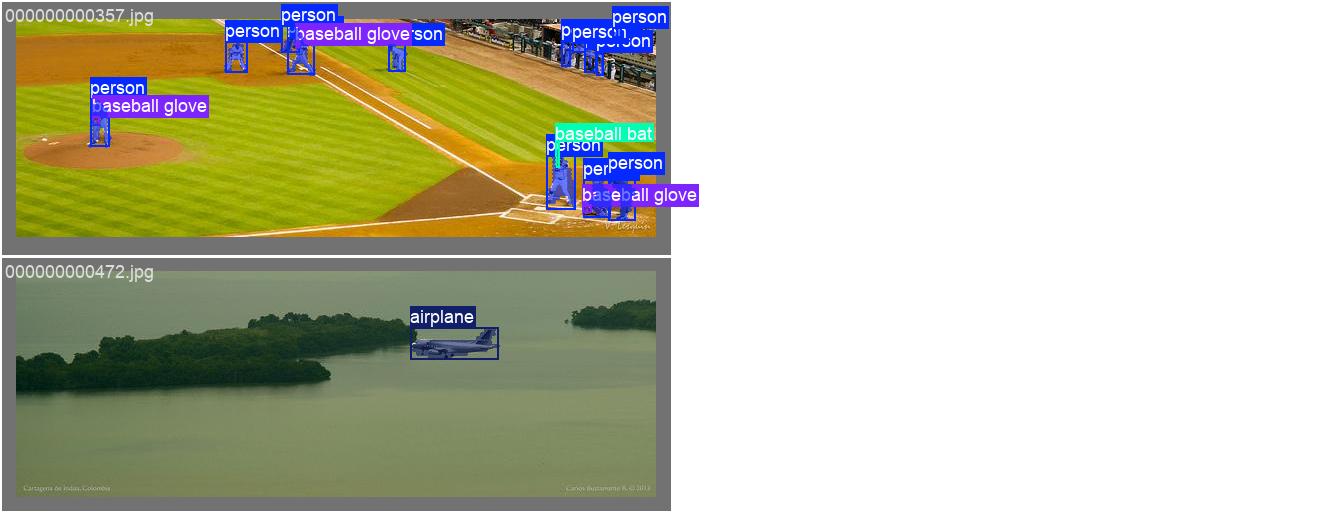 000000000357.jpg
person
person
person
person
person
baseball glove
person
person
baseball glove
baseball bat
person
person
baseball glove
V. Lesquin
000000000472.jpg
airplane
Cartagena de Indias, Colombia
Carlos Bustamante R. © 2013